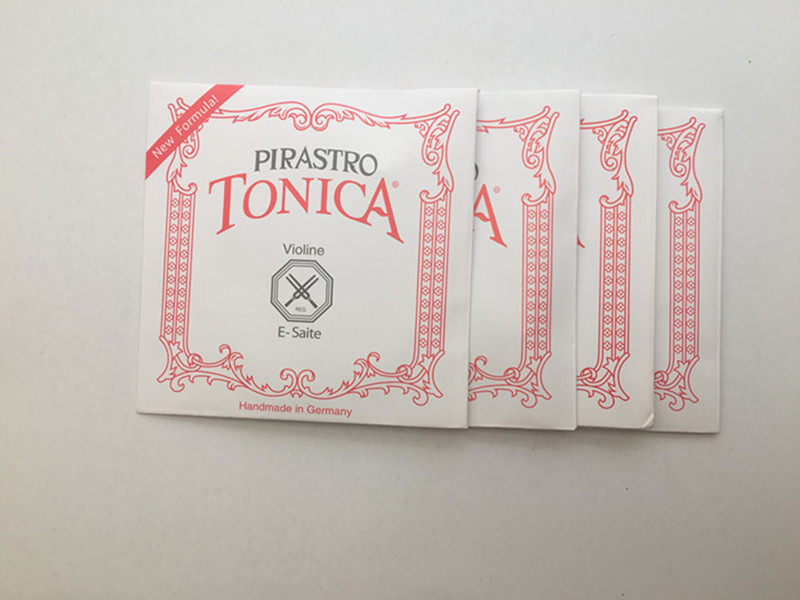 New Formula!
PIRASTRO
TONICA®
Violine
REG.
E-Saite
Handmade in Germany
O
A®